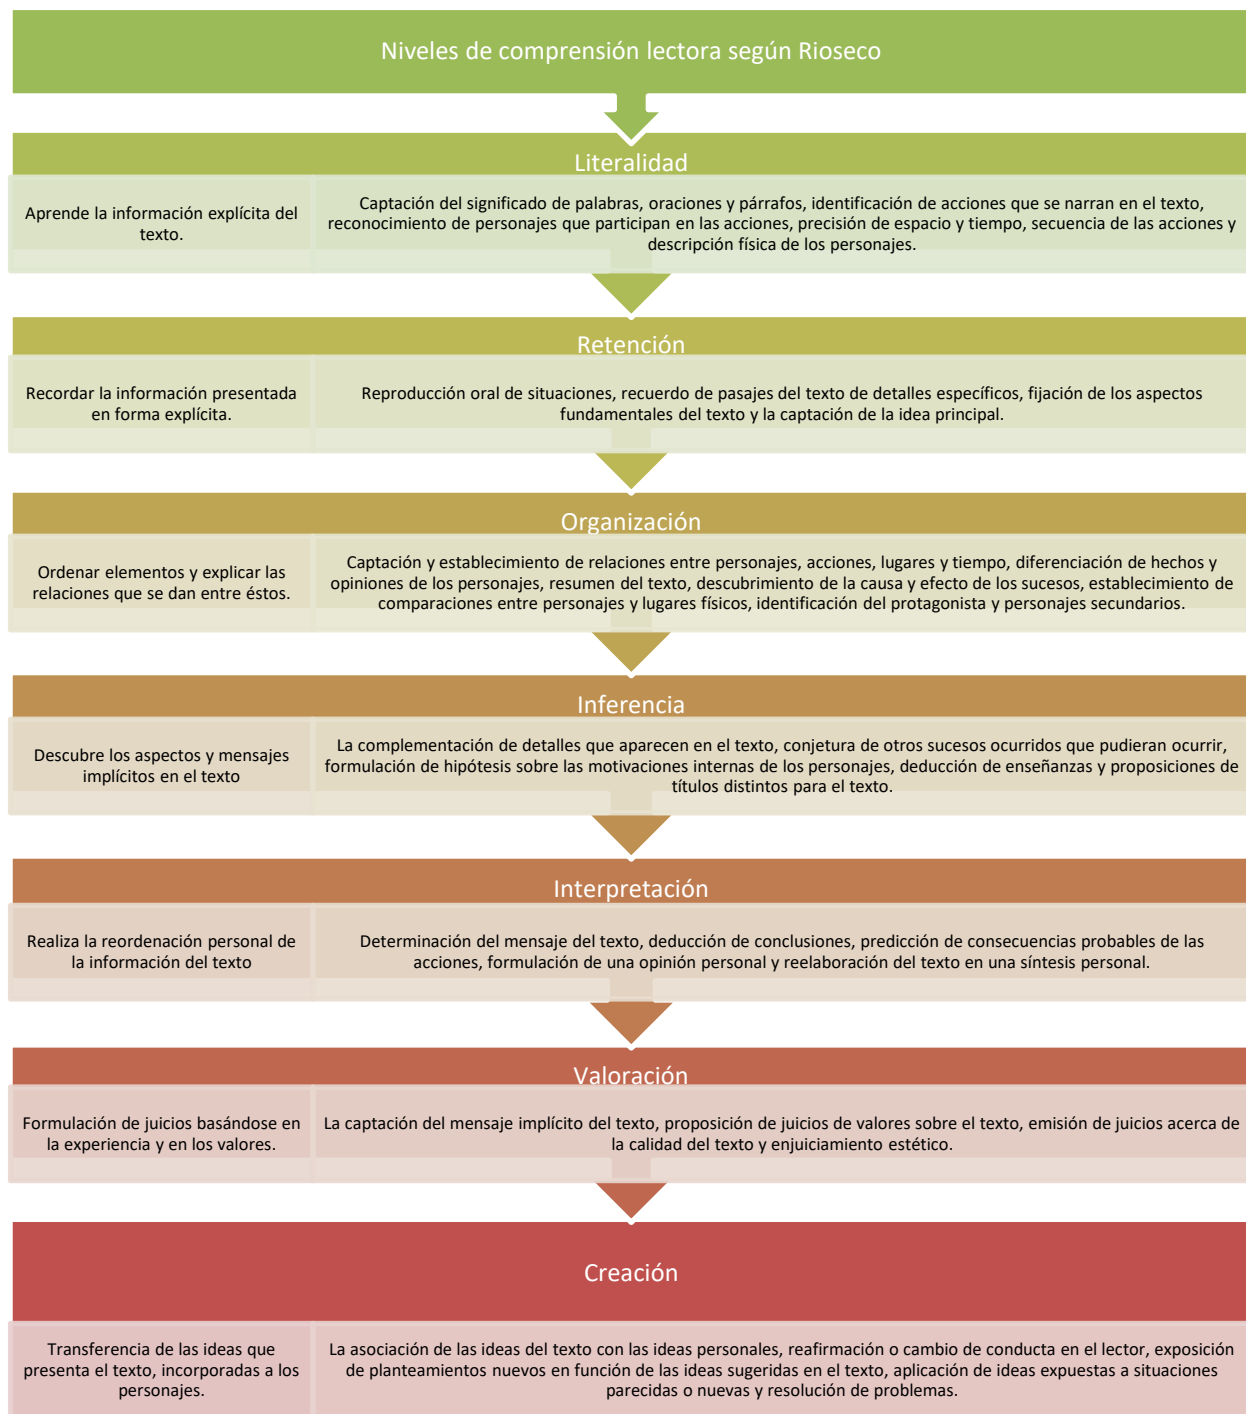 Niveles de comprensión lectora según Rioseco
Literalidad
Aprende la información explícita del
texto.
Captación del significado de palabras, oraciones y párrafos, identificación de acciones que se narran en el texto,
reconocimiento de personajes que participan en las acciones, precisión de espacio y tiempo, secuencia de las acciones y
descripción física de los personajes.
Retención
Recordar la información presentada
en forma explícita.
Reproducción oral de situaciones, recuerdo de pasajes del texto de detalles específicos, fijación de los aspectos
fundamentales del texto y la captación de la idea principal.
Organización
Ordenar elementos y explicar las
relaciones que se dan entre éstos.
Captación y establecimiento de relaciones entre personajes, acciones, lugares y tiempo, diferenciación de hechos y
opiniones de los personajes, resumen del texto, descubrimiento de la causa y efecto de los sucesos, establecimiento de
comparaciones entre personajes y lugares físicos, identificación del protagonista y personajes secundarios.
Inferencia
Descubre los aspectos y mensajes
implícitos en el texto
La complementación de detalles que aparecen en el texto, conjetura de otros sucesos ocurridos que pudieran ocurrir,
formulación de hipótesis sobre las motivaciones internas de los personajes, deducción de enseñanzas y proposiciones de
títulos distintos para el texto.
Interpretación
Realiza la reordenación personal de
la información del texto
Determinación del mensaje del texto, deducción de conclusiones, predicción de consecuencias probables de las
acciones, formulación de una opinión personal y reelaboración del texto en una síntesis personal.
Valoración
Formulación de juicios basándose en
la experiencia y en los valores.
La captación del mensaje implícito del texto, proposición de juicios de valores sobre el texto, emisión de juicios acerca de
la calidad del texto y enjuiciamiento estético.
Creación
Transferencia de las ideas que
presenta el texto, incorporadas a los
personajes.
La asociación de las ideas del texto con las ideas personales, reafirmación o cambio de conducta en el lector, exposición
de planteamientos nuevos en función de las ideas sugeridas en el texto, aplicación de ideas expuestas a situaciones
parecidas o nuevas y resolución de problemas.